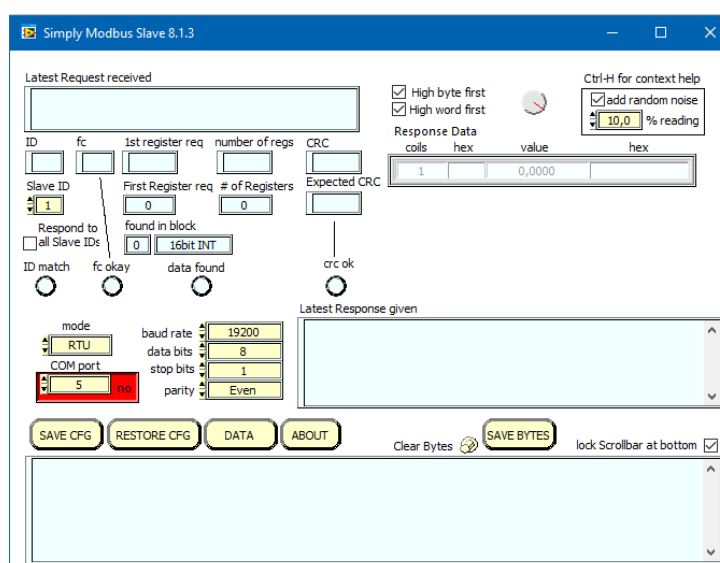 Simply Modbus Slave 8.1.3
Latest Request received
High byte first
High word first
Ctrl-H for context help
add random noise
10,0 % reading
ID fc 1st register req number of regs CRC
Response Data
coils hex value hex
1 0,0000
Slave ID First Register req # of Registers Expected CRC
1 0 0
Respond to
all Slave IDs
found in block
0 16bit INT
ID match fc okay data found crc ok
Latest Response given
mode
RTU
COM port
5 no
baud rate 19200
data bits 8
stop bits 1
parity Even
SAVE CFG RESTORE CFG DATA ABOUT
Clear Bytes SAVE BYTES lock Scrollbar at bottom